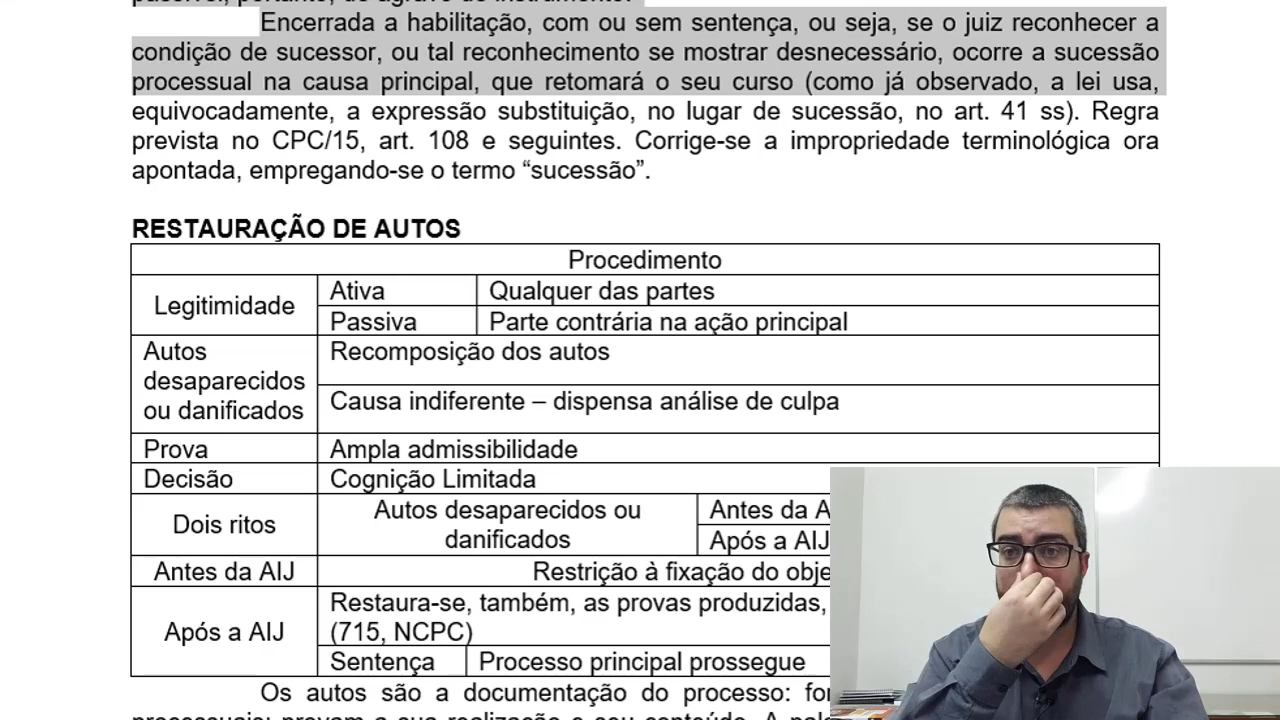 Encerrada a habilitação, com ou sem sentença, ou seja, se o juiz reconhecer a
condição de sucessor, ou tal reconhecimento se mostrar desnecessário, ocorre a sucessão
processual na causa principal, que retomará o seu curso (como já observado, a lei usa,
equivocadamente, a expressão substituição, no lugar de sucessão, no art. 41 ss). Regra
prevista no CPC/15, art. 108 e seguintes. Corrige-se a impropriedade terminológica ora
apontada, empregando-se o termo “sucessão”.
RESTAURAÇÃO DE AUTOS
Procedimento
Legitimidade
Ativa
Qualquer das partes
Passiva
Parte contrária na ação principal
Autos
desaparecidos
ou danificados
Recomposição dos autos
Causa indiferente – dispensa análise de culpa
Prova
Ampla admissibilidade
Decisão
Cognição Limitada
Dois ritos
Autos desaparecidos ou
danificados
Antes da A
Após a AIJ
Antes da AIJ
Restrição à fixação do obje
Após a AIJ
Restaura-se, também, as provas produzidas,
(715, NCPC)
Sentença
Processo principal prossegue
Os autos são a documentação do processo: for